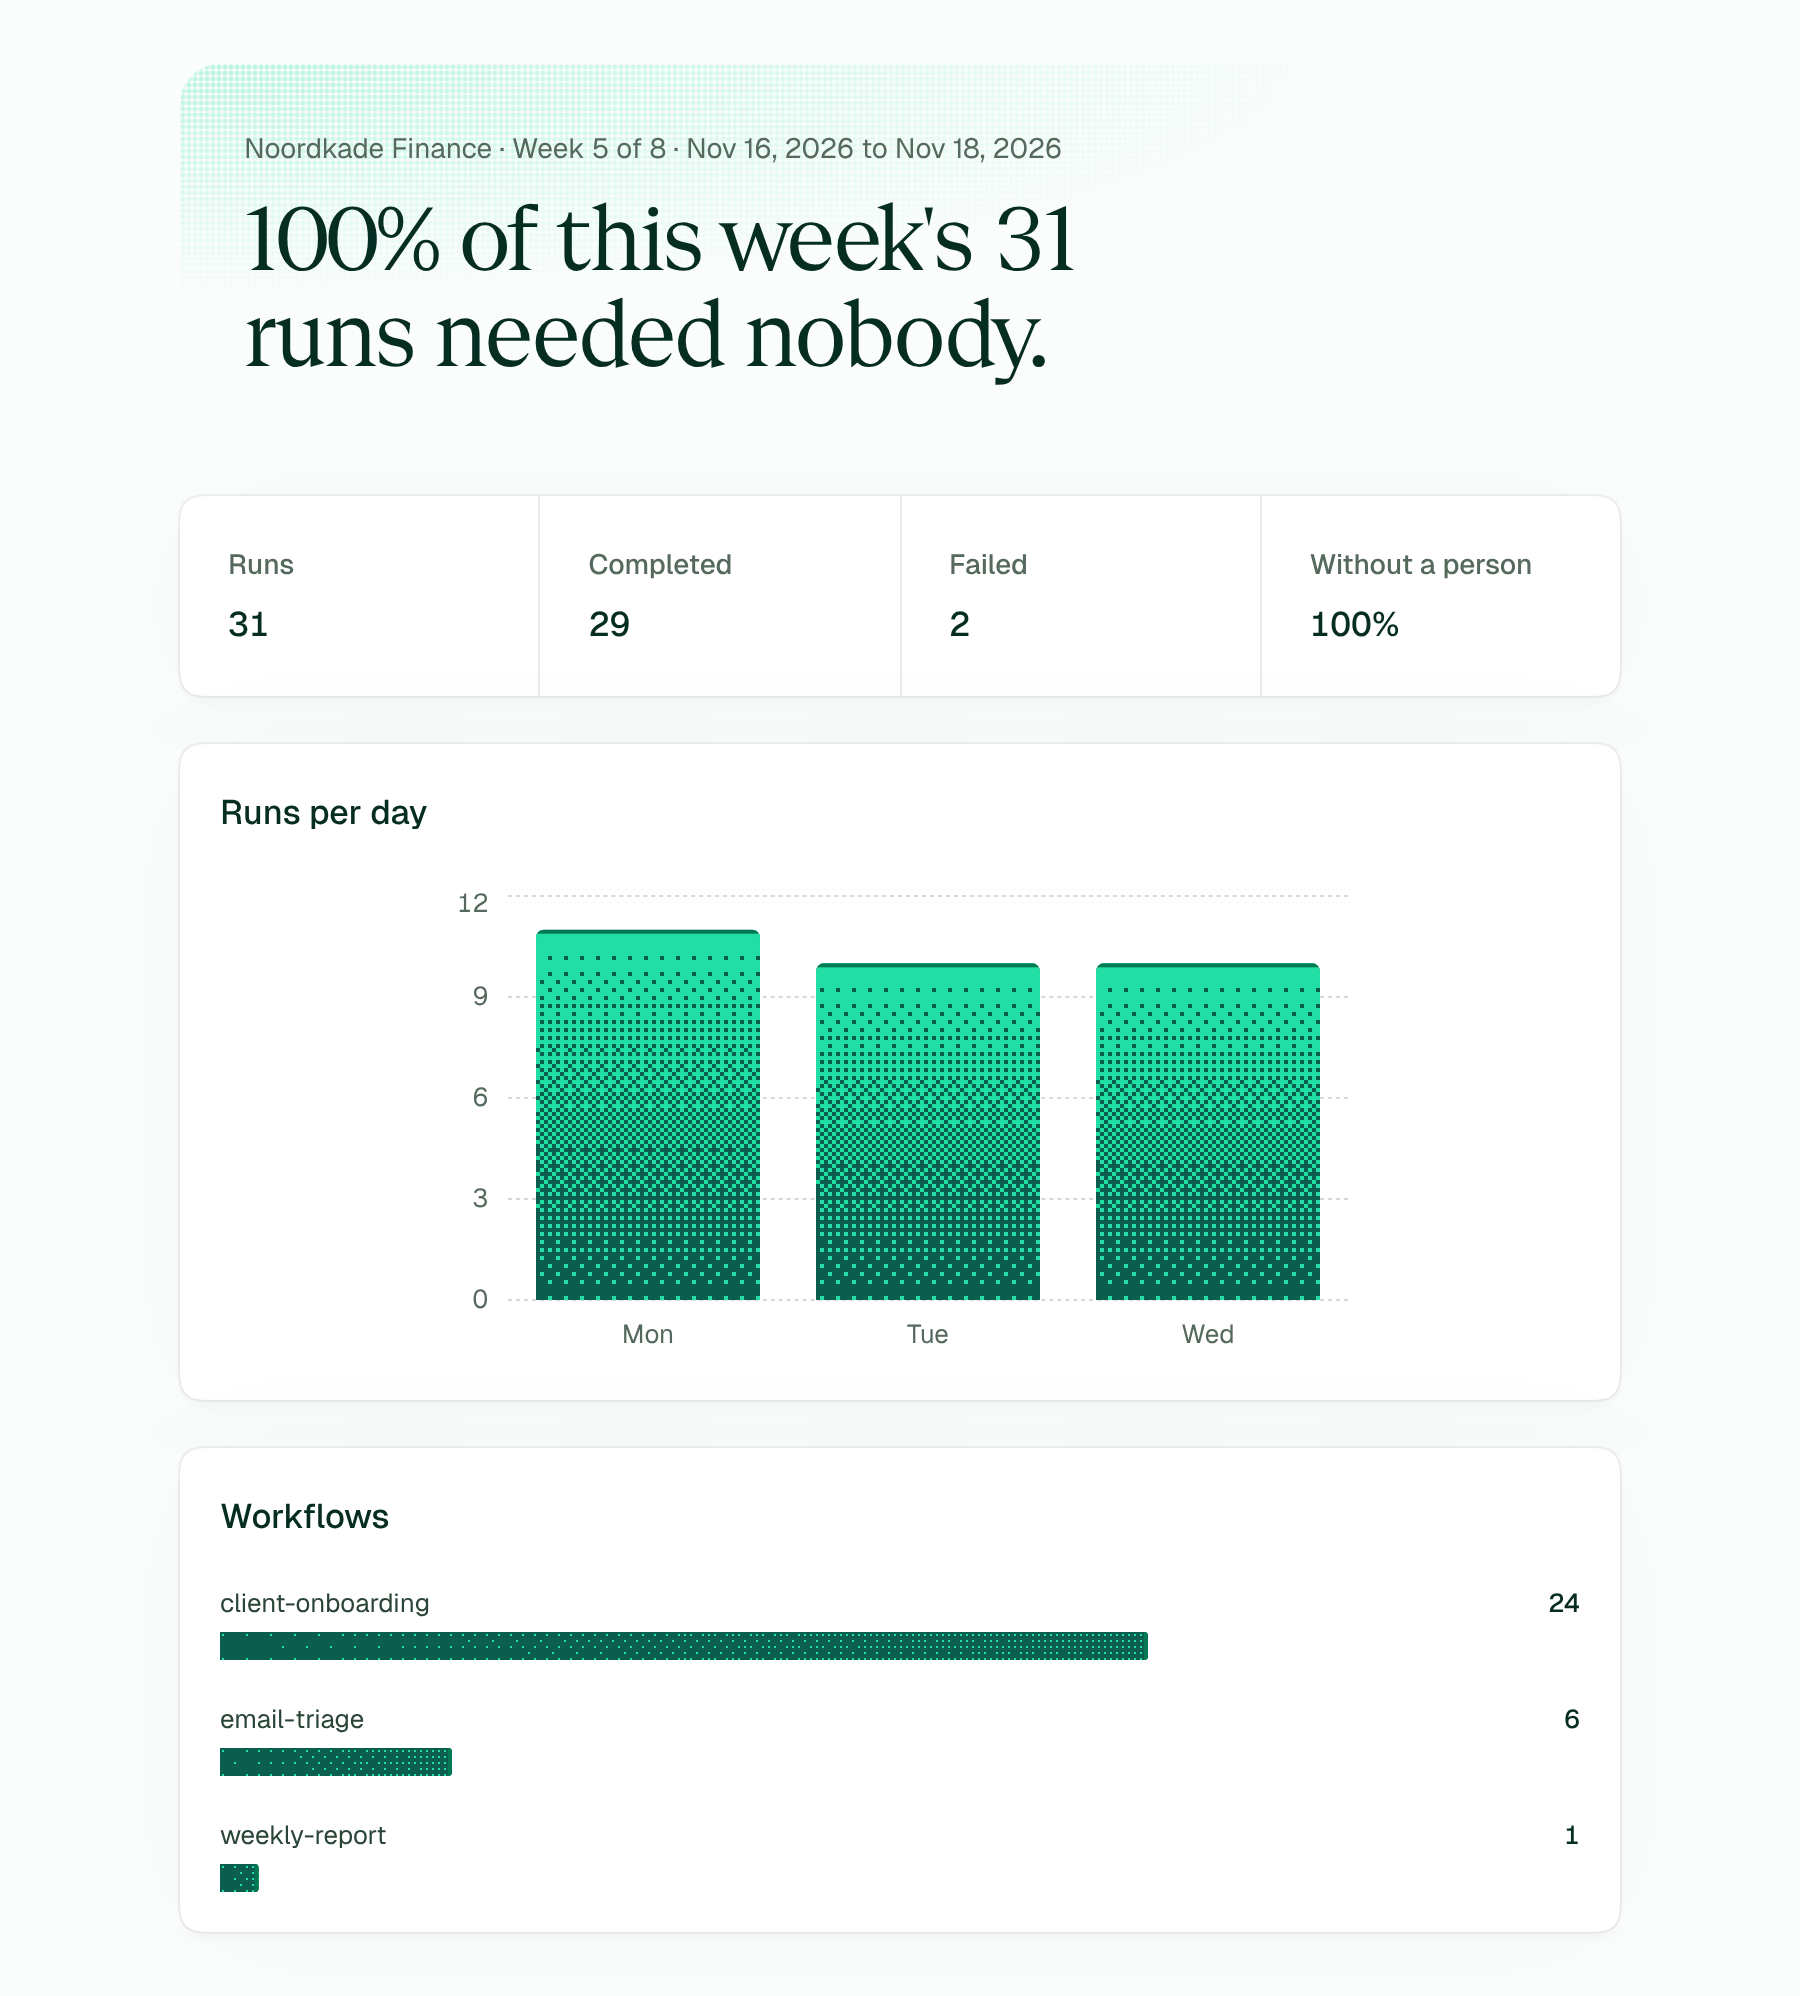 Noordkade Finance · Week 5 of 8 · Nov 16, 2026 to Nov 18, 2026
100% of this week's 31
runs needed nobody.
Runs
31
Completed
29
Failed
2
Without a person
100%
Runs per day
12
9
6
3
0
Mon
Tue
Wed
Workflows
client-onboarding
24
email-triage
6
weekly-report
1